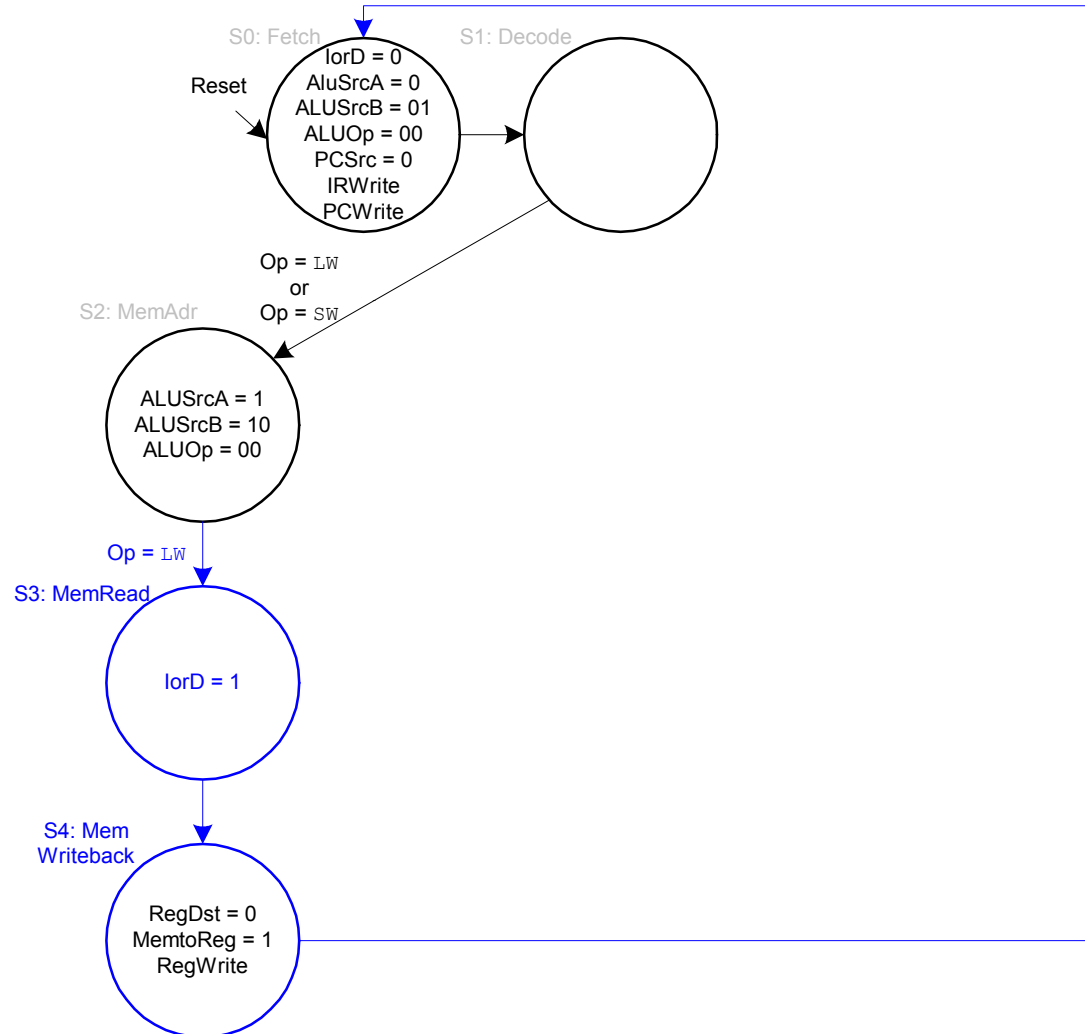 S0: Fetch
S1: Decode
Reset
IorD = 0
AluSrcA = 0
ALUSrcB = 01
ALUOp = 00
PCSrc = 0
IRWrite
PCWrite
Op = LW
or
Op = SW
S2: MemAdr
ALUSrcA = 1
ALUSrcB = 10
ALUOp = 00
Op = LW
S3: MemRead
IorD = 1
S4: Mem
Writeback
RegDst = 0
MemtoReg = 1
RegWrite